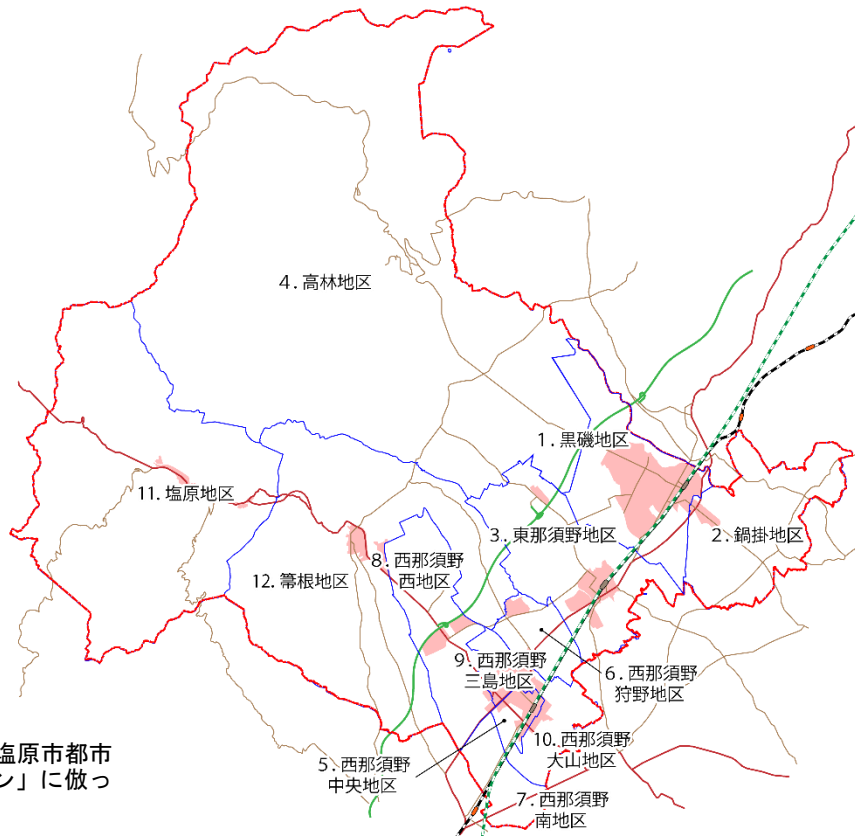 4. 高林地区
1. 黒磯地区
11. 塩原地区
3. 東那須野地区
2. 鍋掛地区
8. 西那須野
西地区
12. 箒根地区
9. 西那須野
三島地区
6. 西那須野
狩野地区
10. 西那須野
大山地区
5. 西那須野
中央地区
7. 西那須野
南地区
塩原市都市
ン」に倣っ